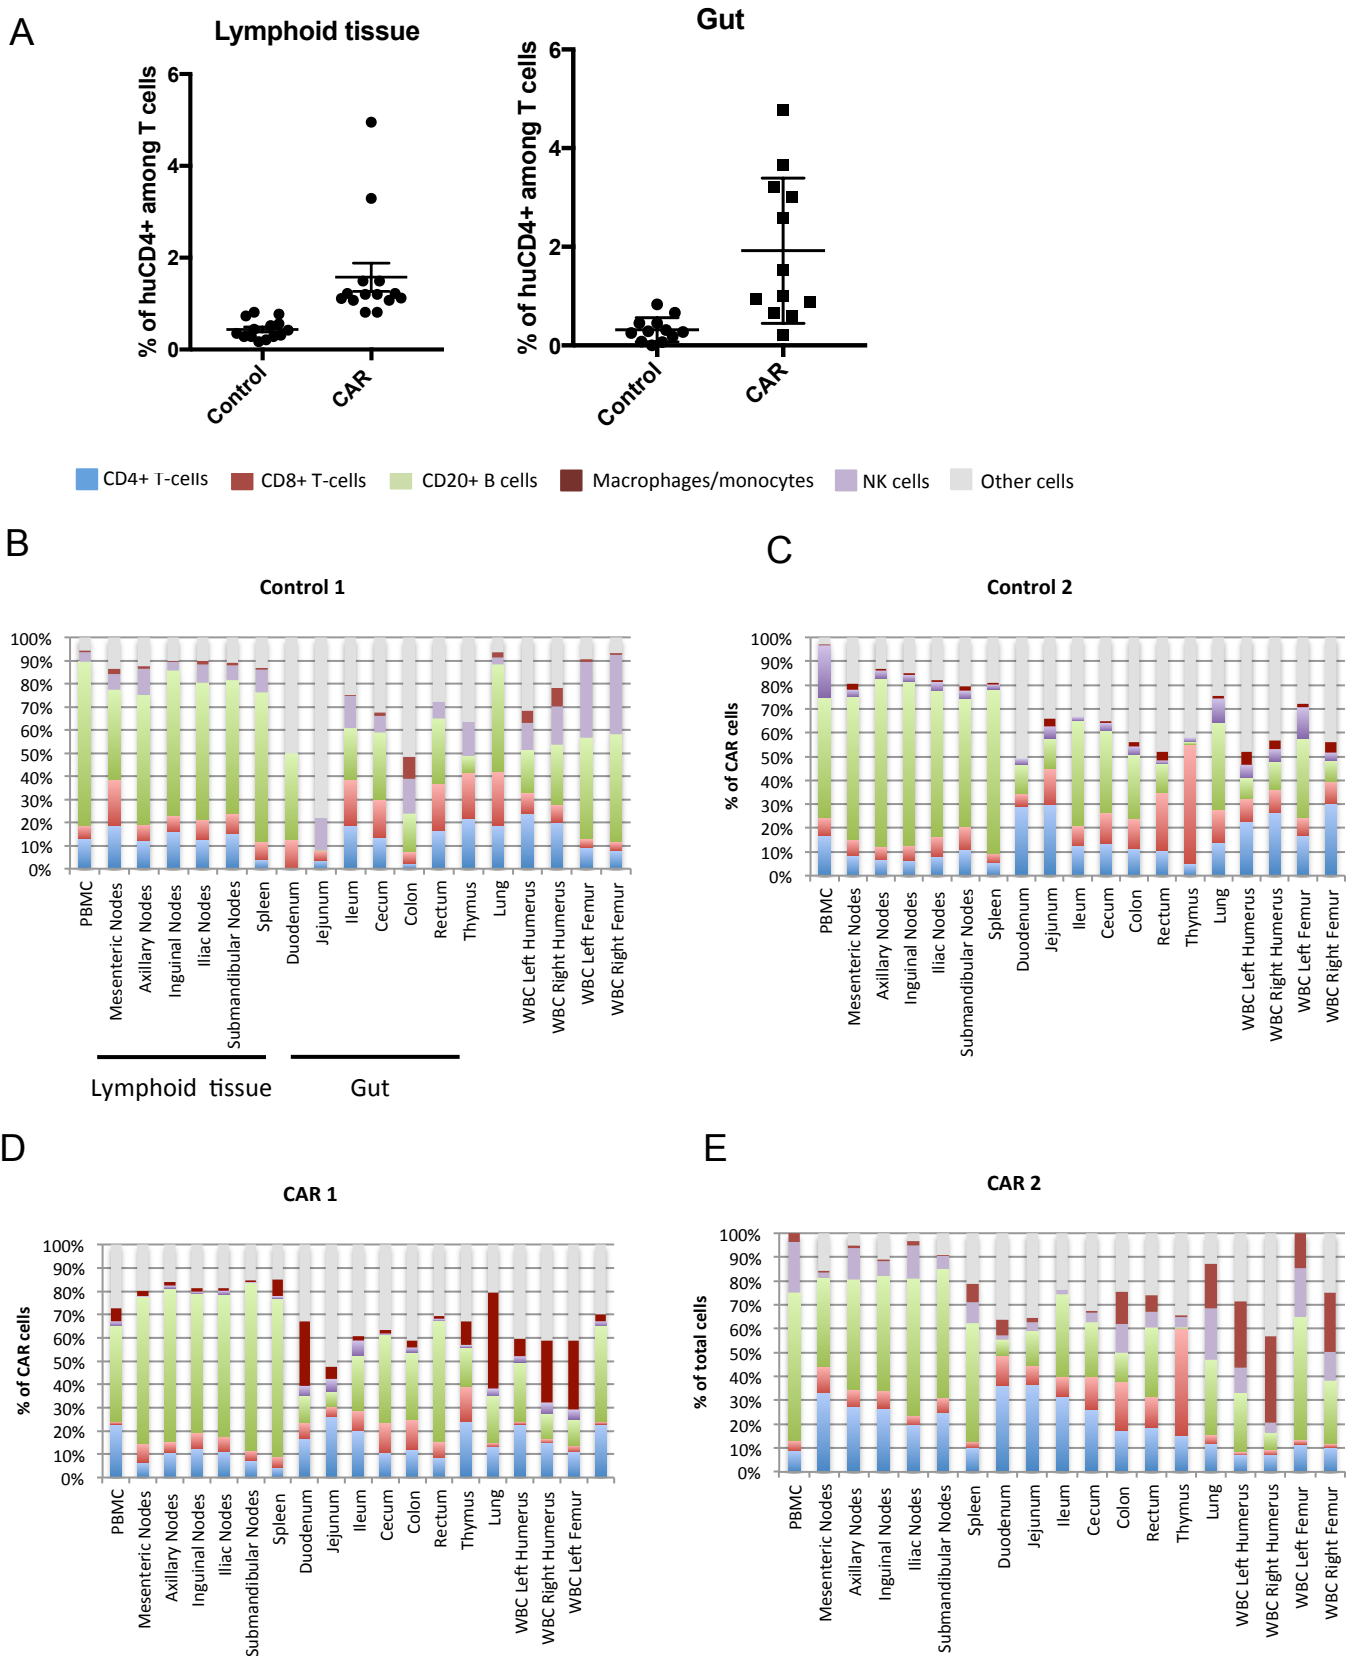 A
Lymphoid tissue
Gut
% of huCD4+ among T cells
6
4
2
0
Control
CAR
% of huCD4+ among T cells
6
4
2
0
Control
CAR
CD4+ T-cells
CD8+ T-cells
CD20+ B cells
Macrophages/monocytes
NK cells
Other cells
B
Control 1
100%
90%
80%
70%
60%
50%
40%
30%
20%
10%
0%
PBMC
Mesenteric Nodes
Axillary Nodes
Inguinal Nodes
Iliac Nodes
Submandibular Nodes
Spleen
Duodenum
Jejunum
Ileum
Cecum
Colon
Rectum
Thymus
Lung
WBC Left Humerus
WBC Right Humerus
WBC Left Femur
WBC Right Femur
Lymphoid tissue
Gut
C
Control 2
% of CAR cells
100%
90%
80%
70%
60%
50%
40%
30%
20%
10%
0%
PBMC
Mesenteric Nodes
Axillary Nodes
Inguinal Nodes
Iliac Nodes
Submandibular Nodes
Spleen
Duodenum
Jejunum
Ileum
Cecum
Colon
Rectum
Thymus
Lung
WBC Left Humerus
WBC Right Humerus
WBC Left Femur
WBC Right Femur
D
CAR 1
% of CAR cells
100%
90%
80%
70%
60%
50%
40%
30%
20%
10%
0%
PBMC
Mesenteric Nodes
Axillary Nodes
Inguinal Nodes
Iliac Nodes
Submandibular Nodes
Spleen
Duodenum
Jejunum
Ileum
Cecum
Colon
Rectum
Thymus
Lung
WBC Left Humerus
WBC Right Humerus
WBC Left Femur
E
CAR 2
% of total cells
100%
90%
80%
70%
60%
50%
40%
30%
20%
10%
0%
PBMC
Mesenteric Nodes
Axillary Nodes
Inguinal Nodes
Iliac Nodes
Submandibular Nodes
Spleen
Duodenum
Jejunum
Ileum
Cecum
Colon
Rectum
Thymus
Lung
WBC Left Humerus
WBC Right Humerus
WBC Left Femur
WBC Right Femur